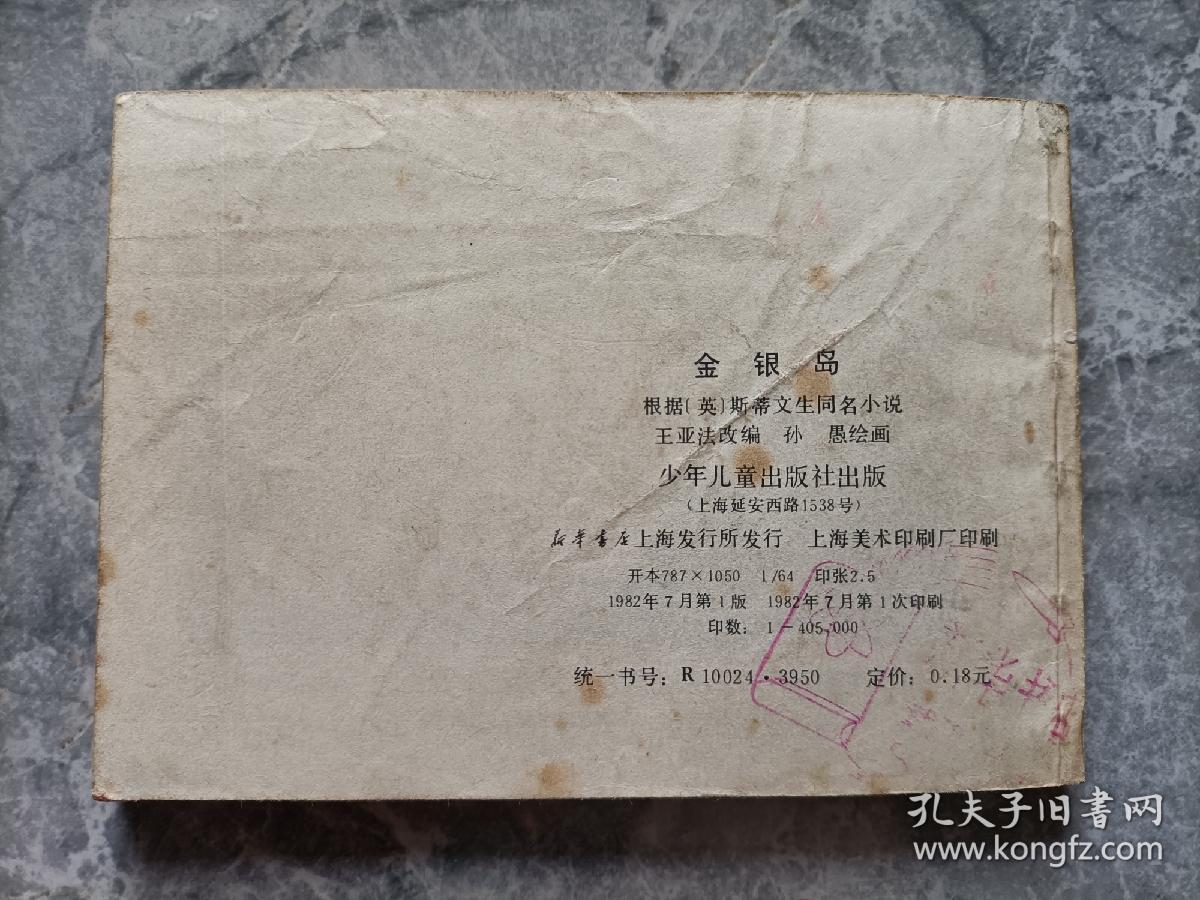 金银岛
根据〔英〕斯蒂文生同名小说
王亚法改编 孙 愚绘画
少年儿童出版社出版
(上海延安西路1538号)
新华书店上海发行所发行 上海美术印刷厂印刷
开本787×1050 1/64 印张2.5
1982年7月第1版 1982年7月第1次印刷
印数：1－405,000
统一书号：R10024·3950 定价：0.18元
孔夫子旧書网
www.kongfz.com